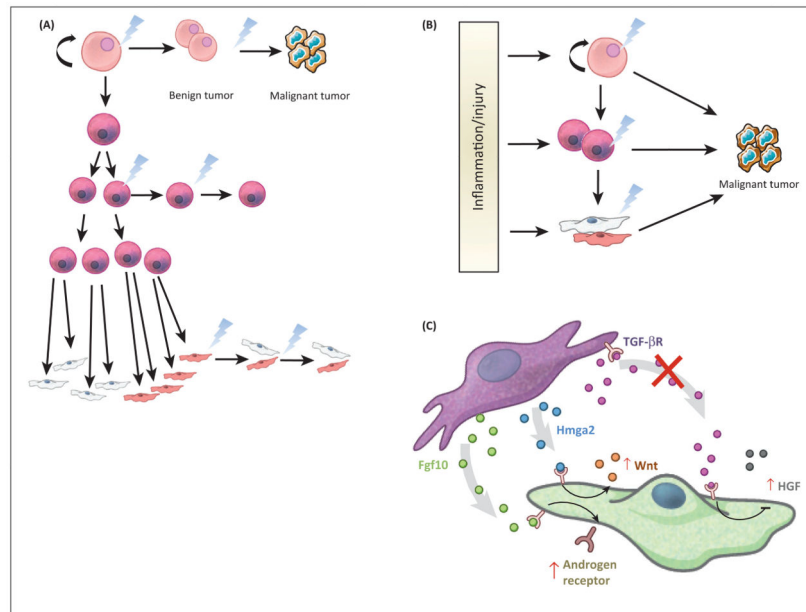 (A)
Benign tumor
Malignant tumor
(B)
Inflammation/injury
Malignant tumor
(C)
TGF-βR
Hmga2
Fgf10
↑ Wnt
↑ HGF
↑ Androgen
receptor